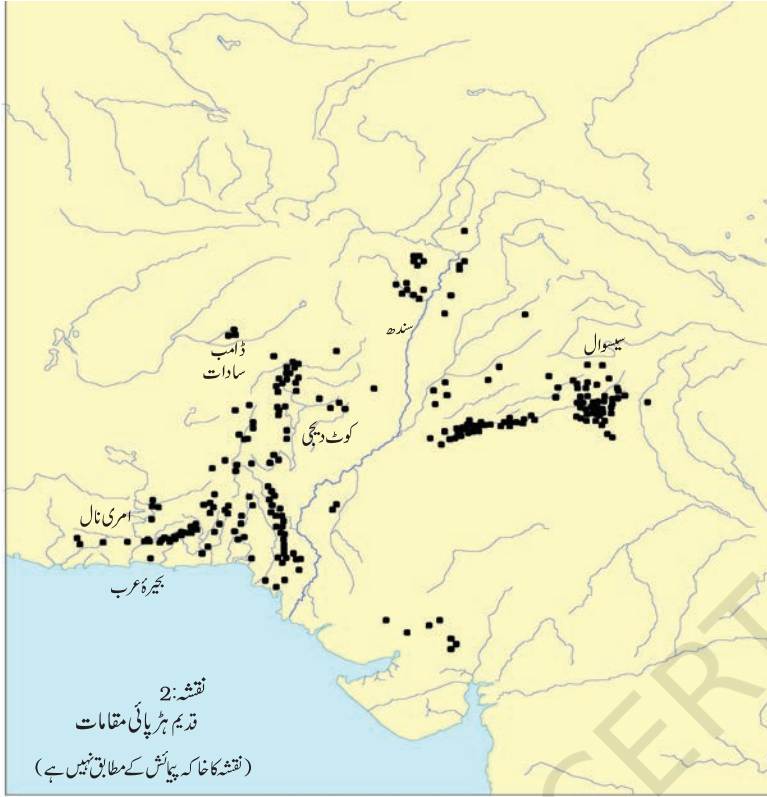 سندھ
سیسوال
ڈامب
سادات
کوٹ دیجی
امری نال
بحیرۂ عرب
نقشہ:2
قدیم ہڑپائی مقامات
(نقشہ کا خاکہ پیمائش کے مطابق نہیں ہے)
CERT